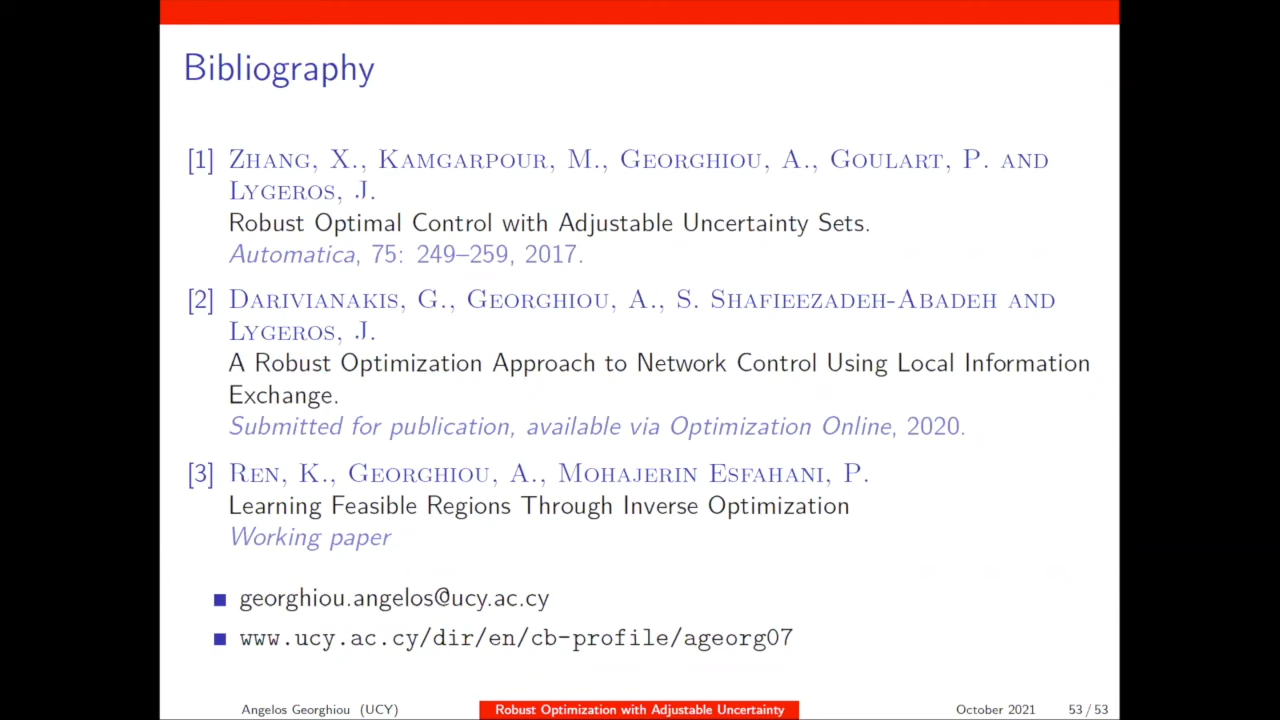 Bibliography
[1] Zhang, X., Kamgarpour, M., Georghiou, A., Goulart, P. and
Lygeros, J.
Robust Optimal Control with Adjustable Uncertainty Sets.
Automatica, 75: 249–259, 2017.
[2] Darivianakis, G., Georghiou, A., S. Shafieezadeh-Abadeh and
Lygeros, J.
A Robust Optimization Approach to Network Control Using Local Information
Exchange.
Submitted for publication, available via Optimization Online, 2020.
[3] Ren, K., Georghiou, A., Mohajerin Esfahani, P.
Learning Feasible Regions Through Inverse Optimization
Working paper
georghiou.angelos@ucy.ac.cy
www.ucy.ac.cy/dir/en/cb-profile/ageorg07
Angelos Georghiou (UCY) Robust Optimization with Adjustable Uncertainty October 2021 53 / 53